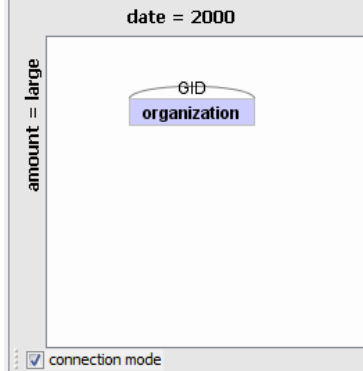 date = 2000
amount = large
GID
organization
connection mode